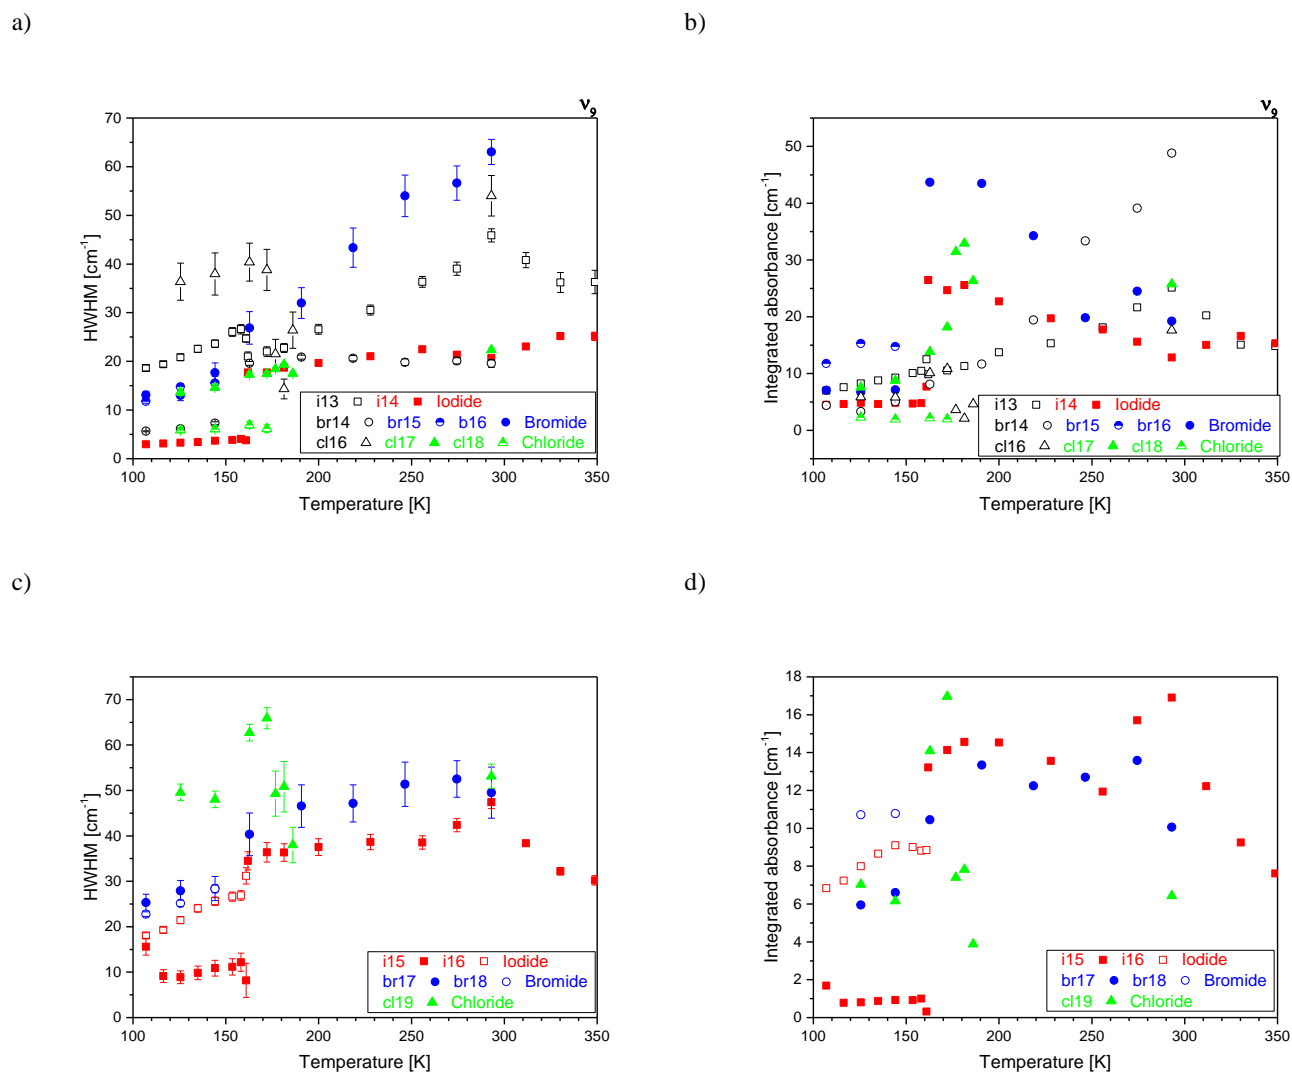 a)
b)
ν9
HWHM [cm-1]
70
60
50
40
30
20
10
0
100 150 200 250 300 350
Temperature [K]
i13 i14 Iodide
br14 br15 b16 Bromide
cl16 cl17 cl18 Chloride
ν9
Integrated absorbance [cm-1]
50
40
30
20
10
0
100 150 200 250 300 350
Temperature [K]
i13 i14 Iodide
br14 br15 br16 Bromide
cl16 cl17 cl18 Chloride
c)
d)
HWHM [cm-1]
70
60
50
40
30
20
10
0
100 150 200 250 300 350
Temperature [K]
i15 i16 Iodide
br17 br18 Bromide
cl19 Chloride
Integrated absorbance [cm-1]
18
16
14
12
10
8
6
4
2
0
100 150 200 250 300 350
Temperature [K]
i15 i16 Iodide
br17 br18 Bromide
cl19 Chloride